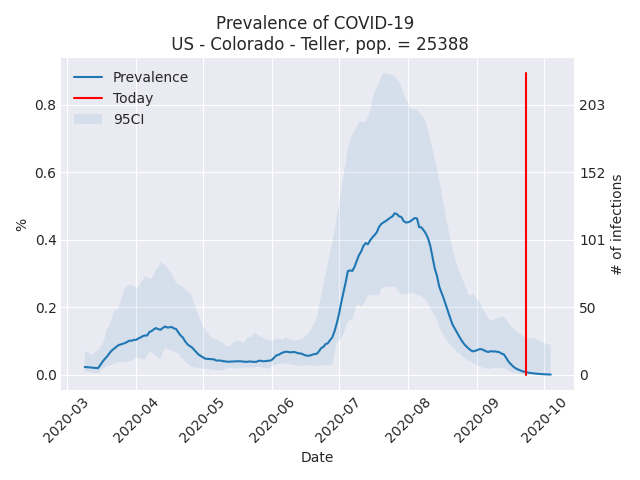 Prevalence of COVID-19
US - Colorado - Teller, pop. = 25388
Prevalence
Today
95CI
0.8
0.6
0.4
0.2
0.0
%
203
152
101
50
0
# of infections
2020-03
2020-04
2020-05
2020-06
2020-07
2020-08
2020-09
2020-10
Date